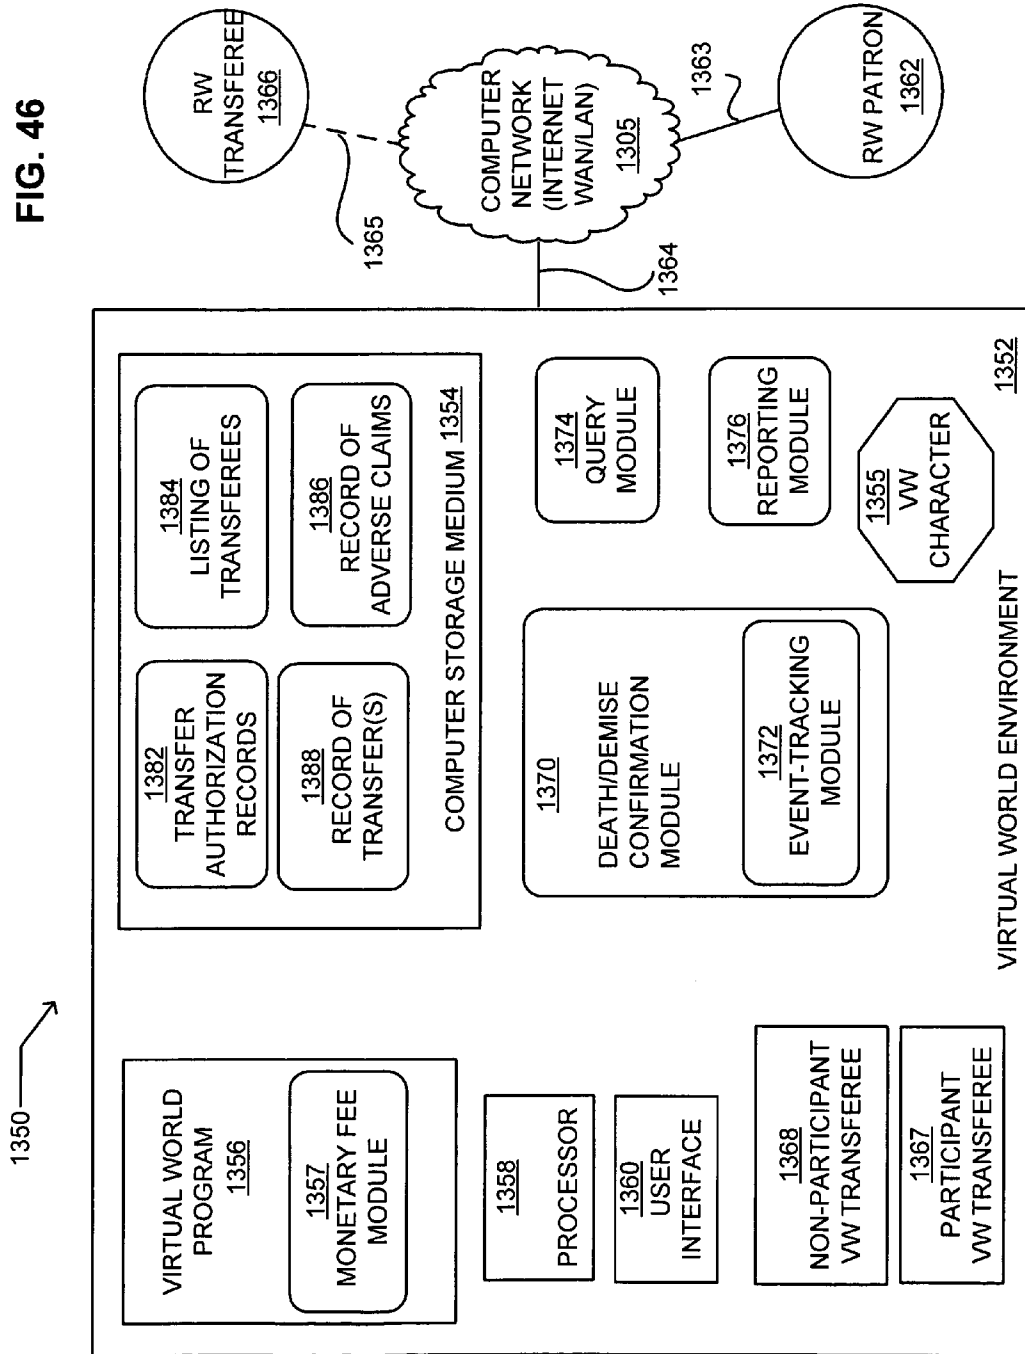 FIG. 46
1350
VIRTUAL WORLD
PROGRAM
1356
1357
MONETARY FEE
MODULE
1358
PROCESSOR
1360
USER
INTERFACE
1368
NON-PARTICIPANT
VW TRANSFEREE
1367
PARTICIPANT
VW TRANSFEREE
1382
TRANSFER
AUTHORIZATION
RECORDS
1384
LISTING OF
TRANSFEREES
1388
RECORD OF
TRANSFER(S)
1386
RECORD OF
ADVERSE CLAIMS
COMPUTER STORAGE MEDIUM 1354
1370
DEATH/DEMISE
CONFIRMATION
MODULE
1372
EVENT-TRACKING
MODULE
1374
QUERY
MODULE
1376
REPORTING
MODULE
1355
VW
CHARACTER
VIRTUAL WORLD ENVIRONMENT
1352
RW
TRANSFEREE
1366
1365
COMPUTER
NETWORK
(INTERNET
WAN/LAN)
1305
1364
1363
RW PATRON
1362